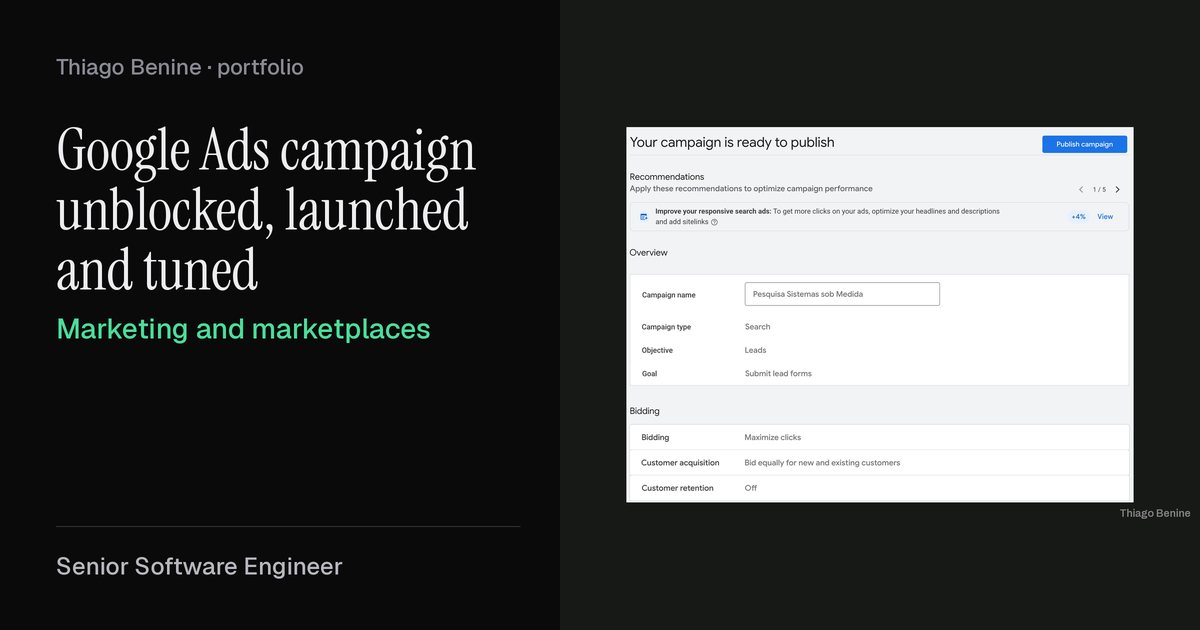 Thiago Benine · portfolio
Google Ads campaign
unblocked, launched
and tuned
Marketing and marketplaces
Senior Software Engineer
Your campaign is ready to publish
Publish campaign
Recommendations
Apply these recommendations to optimize campaign performance
1 / 5
Improve your responsive search ads: To get more clicks on your ads, optimize your headlines and descriptions
and add sitelinks
+4%
View
Overview
Campaign name
Pesquisa Sistemas sob Medida
Campaign type
Search
Objective
Leads
Goal
Submit lead forms
Bidding
Bidding
Maximize clicks
Customer acquisition
Bid equally for new and existing customers
Customer retention
Off
Thiago Benine